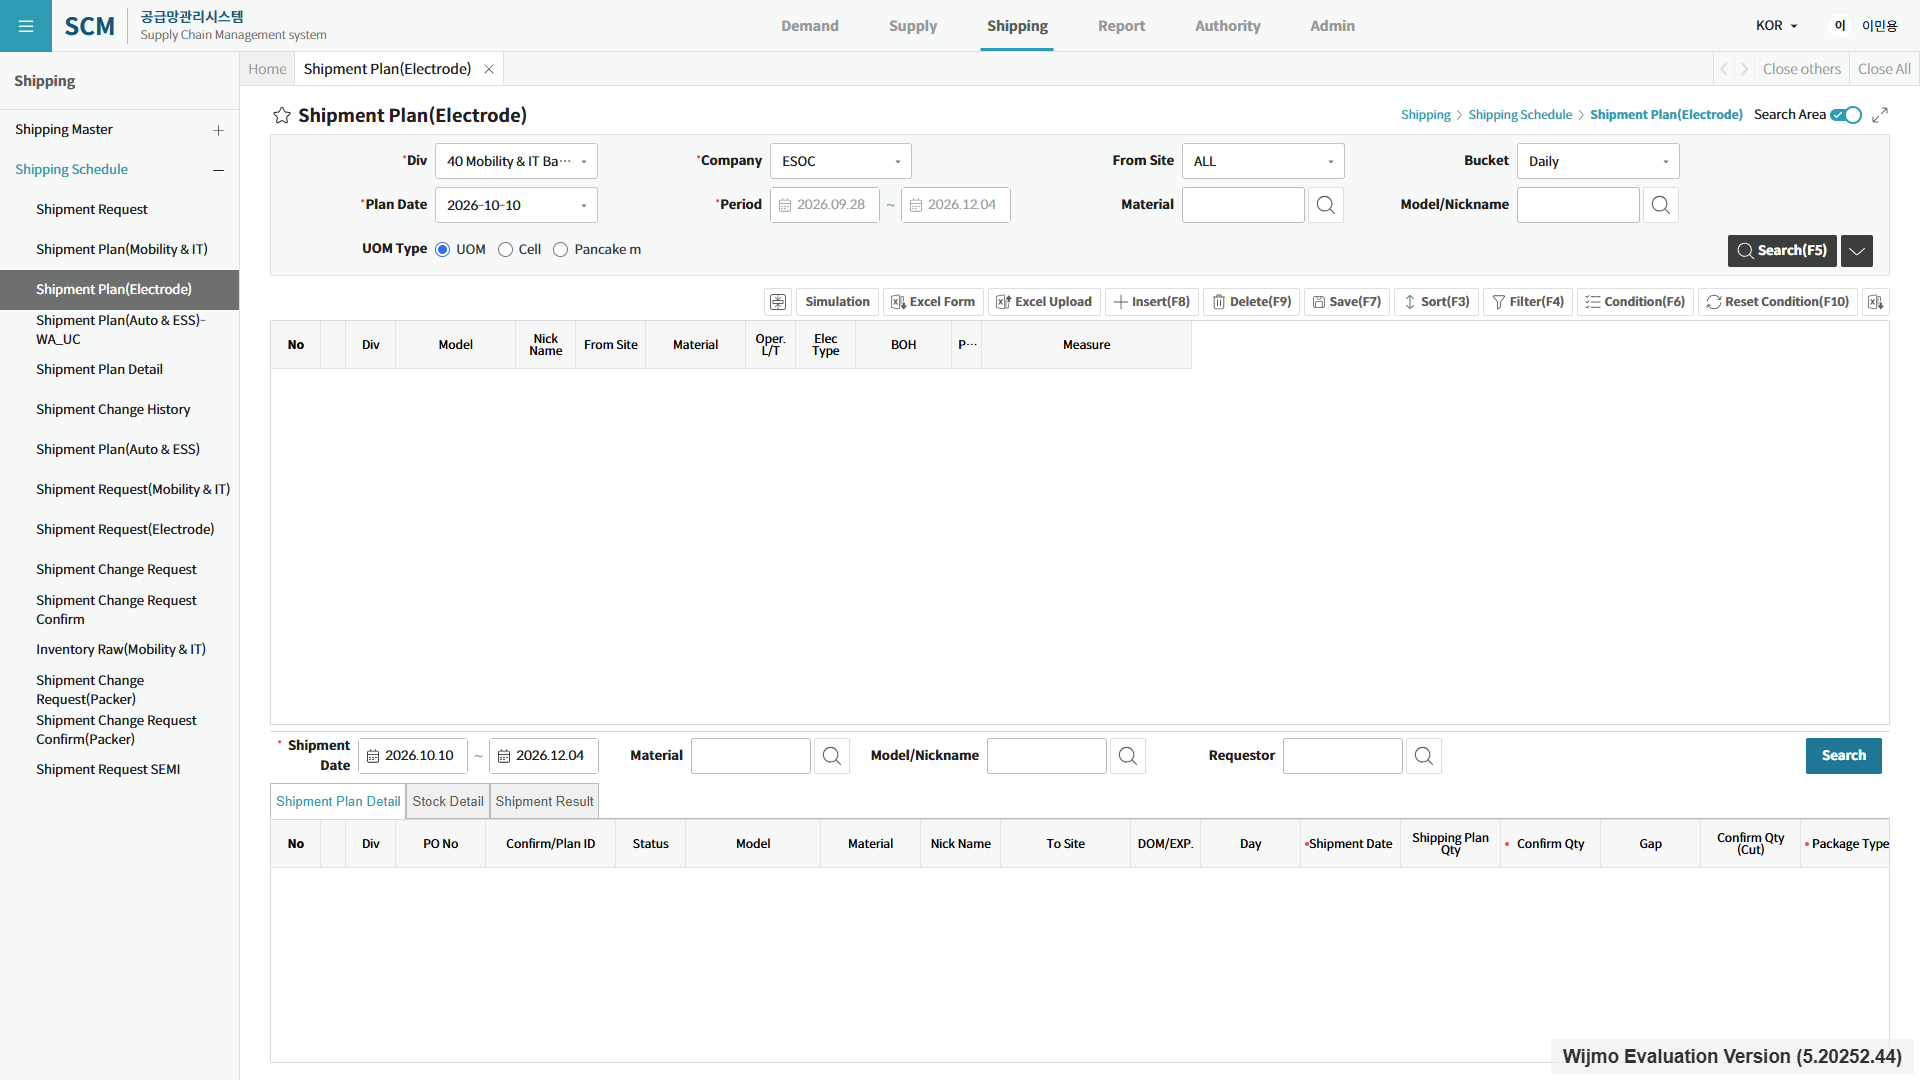 SCM
공급망관리시스템
Supply Chain Management system
Demand
Supply
Shipping
Report
Authority
Admin
KOR
이
이민용
Shipping
Home
Shipment Plan(Electrode)
Close others
Close All
Shipping Master
Shipping Schedule
Shipment Request
Shipment Plan(Mobility & IT)
Shipment Plan(Electrode)
Shipment Plan(Auto & ESS)-
WA_UC
Shipment Plan Detail
Shipment Change History
Shipment Plan(Auto & ESS)
Shipment Request(Mobility & IT)
Shipment Request(Electrode)
Shipment Change Request
Shipment Change Request
Confirm
Inventory Raw(Mobility & IT)
Shipment Change
Request(Packer)
Shipment Change Request
Confirm(Packer)
Shipment Request SEMI
Shipment Plan(Electrode)
Shipping > Shipping Schedule > Shipment Plan(Electrode)
Search Area
*Div 40 Mobility & IT Ba···
*Company ESOC
From Site ALL
Bucket Daily
*Plan Date 2026-10-10
*Period 2026.09.28 ~ 2026.12.04
Material
Model/Nickname
UOM Type UOM Cell Pancake m
Search(F5)
Simulation
Excel Form
Excel Upload
Insert(F8)
Delete(F9)
Save(F7)
Sort(F3)
Filter(F4)
Condition(F6)
Reset Condition(F10)
No
Div
Model
Nick
Name
From Site
Material
Oper.
L/T
Elec
Type
BOH
P···
Measure
* Shipment
Date
2026.10.10 ~ 2026.12.04
Material
Model/Nickname
Requestor
Search
Shipment Plan Detail
Stock Detail
Shipment Result
No
Div
PO No
Confirm/Plan ID
Status
Model
Material
Nick Name
To Site
DOM/EXP.
Day
•Shipment Date
Shipping Plan
Qty
• Confirm Qty
Gap
Confirm Qty
(Cut)
• Package Type
Wijmo Evaluation Version (5.20252.44)